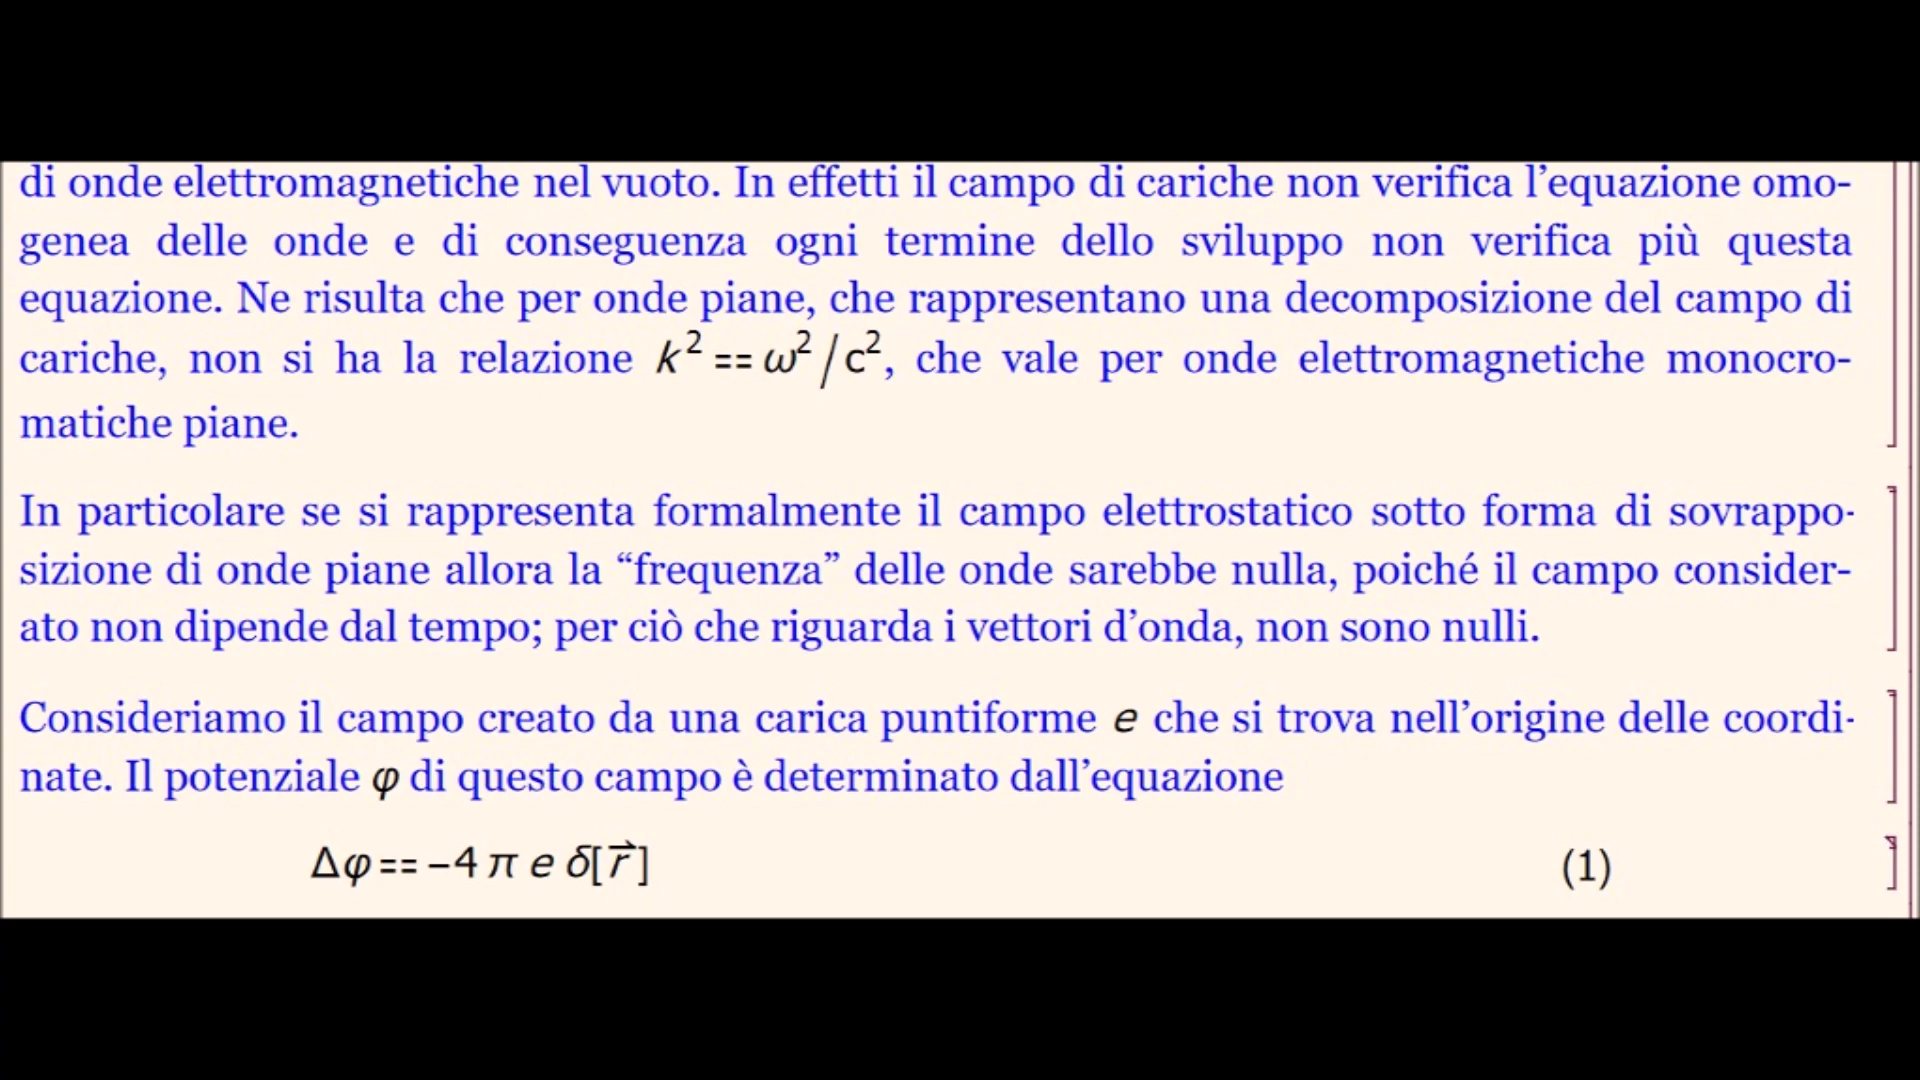 di onde elettromagnetiche nel vuoto. In effetti il campo di cariche non verifica l’equazione omo-
genea delle onde e di conseguenza ogni termine dello sviluppo non verifica più questa
equazione. Ne risulta che per onde piane, che rappresentano una decomposizione del campo di
cariche, non si ha la relazione k² == ω²/c², che vale per onde elettromagnetiche monocro-
matiche piane.
In particolare se si rappresenta formalmente il campo elettrostatico sotto forma di sovrappo-
sizione di onde piane allora la “frequenza” delle onde sarebbe nulla, poiché il campo consider-
ato non dipende dal tempo; per ciò che riguarda i vettori d’onda, non sono nulli.
Consideriamo il campo creato da una carica puntiforme e che si trova nell’origine delle coordi-
nate. Il potenziale φ di questo campo è determinato dall’equazione
Δφ == −4 π e δ[r⃗] (1)